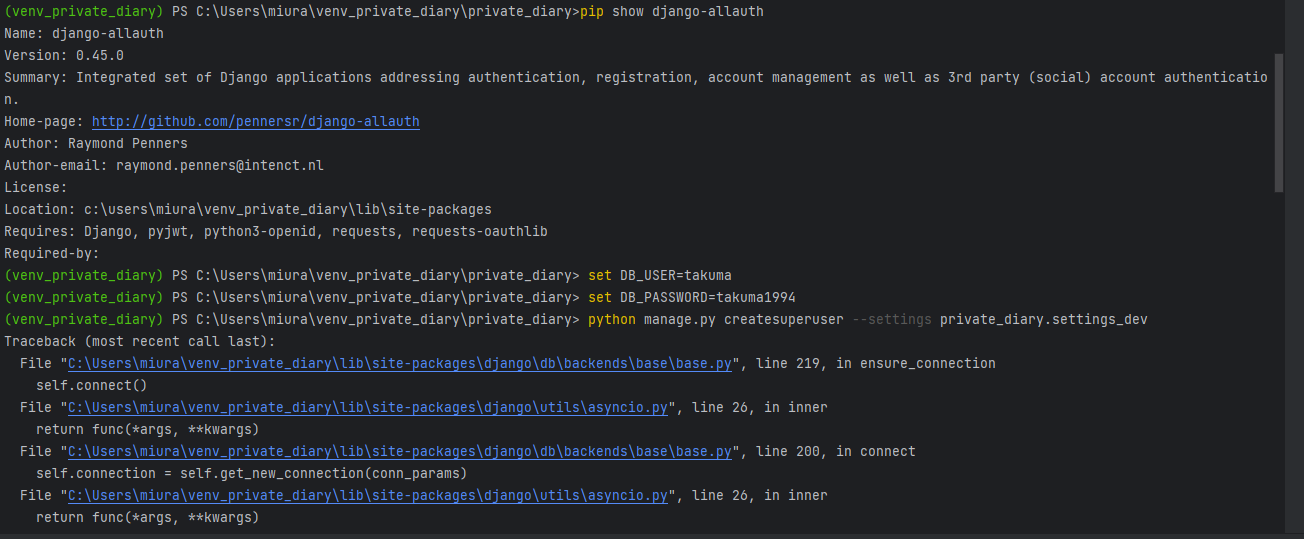 (venv_private_diary) PS C:\Users\miura\venv_private_diary\private_diary>pip show django-allauth
Name: django-allauth
Version: 0.45.0
Summary: Integrated set of Django applications addressing authentication, registration, account management as well as 3rd party (social) account authenticatio
n.
Home-page: http://github.com/pennersr/django-allauth
Author: Raymond Penners
Author-email: raymond.penners@intenct.nl
License:
Location: c:\users\miura\venv_private_diary\lib\site-packages
Requires: Django, pyjwt, python3-openid, requests, requests-oauthlib
Required-by:
(venv_private_diary) PS C:\Users\miura\venv_private_diary\private_diary> set DB_USER=takuma
(venv_private_diary) PS C:\Users\miura\venv_private_diary\private_diary> set DB_PASSWORD=takuma1994
(venv_private_diary) PS C:\Users\miura\venv_private_diary\private_diary> python manage.py createsuperuser --settings private_diary.settings_dev
Traceback (most recent call last):
  File "C:\Users\miura\venv_private_diary\lib\site-packages\django\db\backends\base\base.py", line 219, in ensure_connection
    self.connect()
  File "C:\Users\miura\venv_private_diary\lib\site-packages\django\utils\asyncio.py", line 26, in inner
    return func(*args, **kwargs)
  File "C:\Users\miura\venv_private_diary\lib\site-packages\django\db\backends\base\base.py", line 200, in connect
    self.connection = self.get_new_connection(conn_params)
  File "C:\Users\miura\venv_private_diary\lib\site-packages\django\utils\asyncio.py", line 26, in inner
    return func(*args, **kwargs)